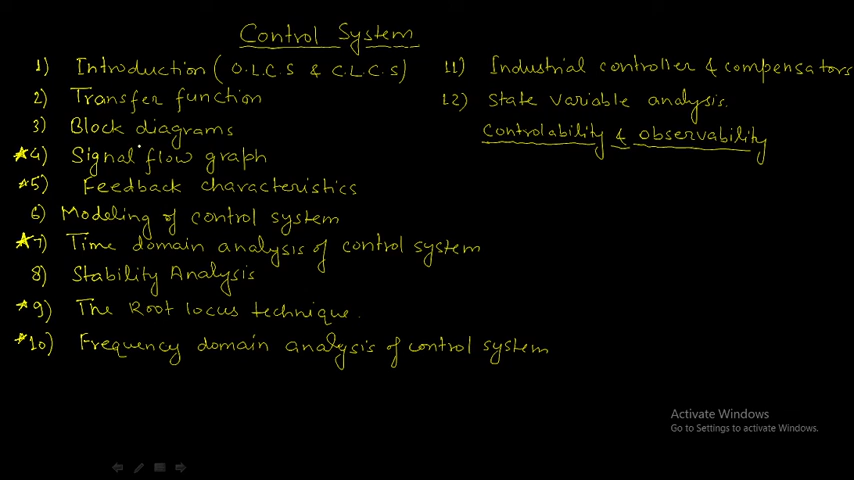 Control System
1) Introduction ( O.L.C.S & C.L.C.S)
2) Transfer function
3) Block diagrams
★4) Signal flow graph
★5) Feedback characteristics
6) Modeling of control system
★7) Time domain analysis of control system
8) Stability Analysis
★9) The Root locus technique.
★10) Frequency domain analysis of control system
11) Industrial controller & compensators
12) State variable analysis.
Controlability & observability
Activate Windows
Go to Settings to activate Windows.